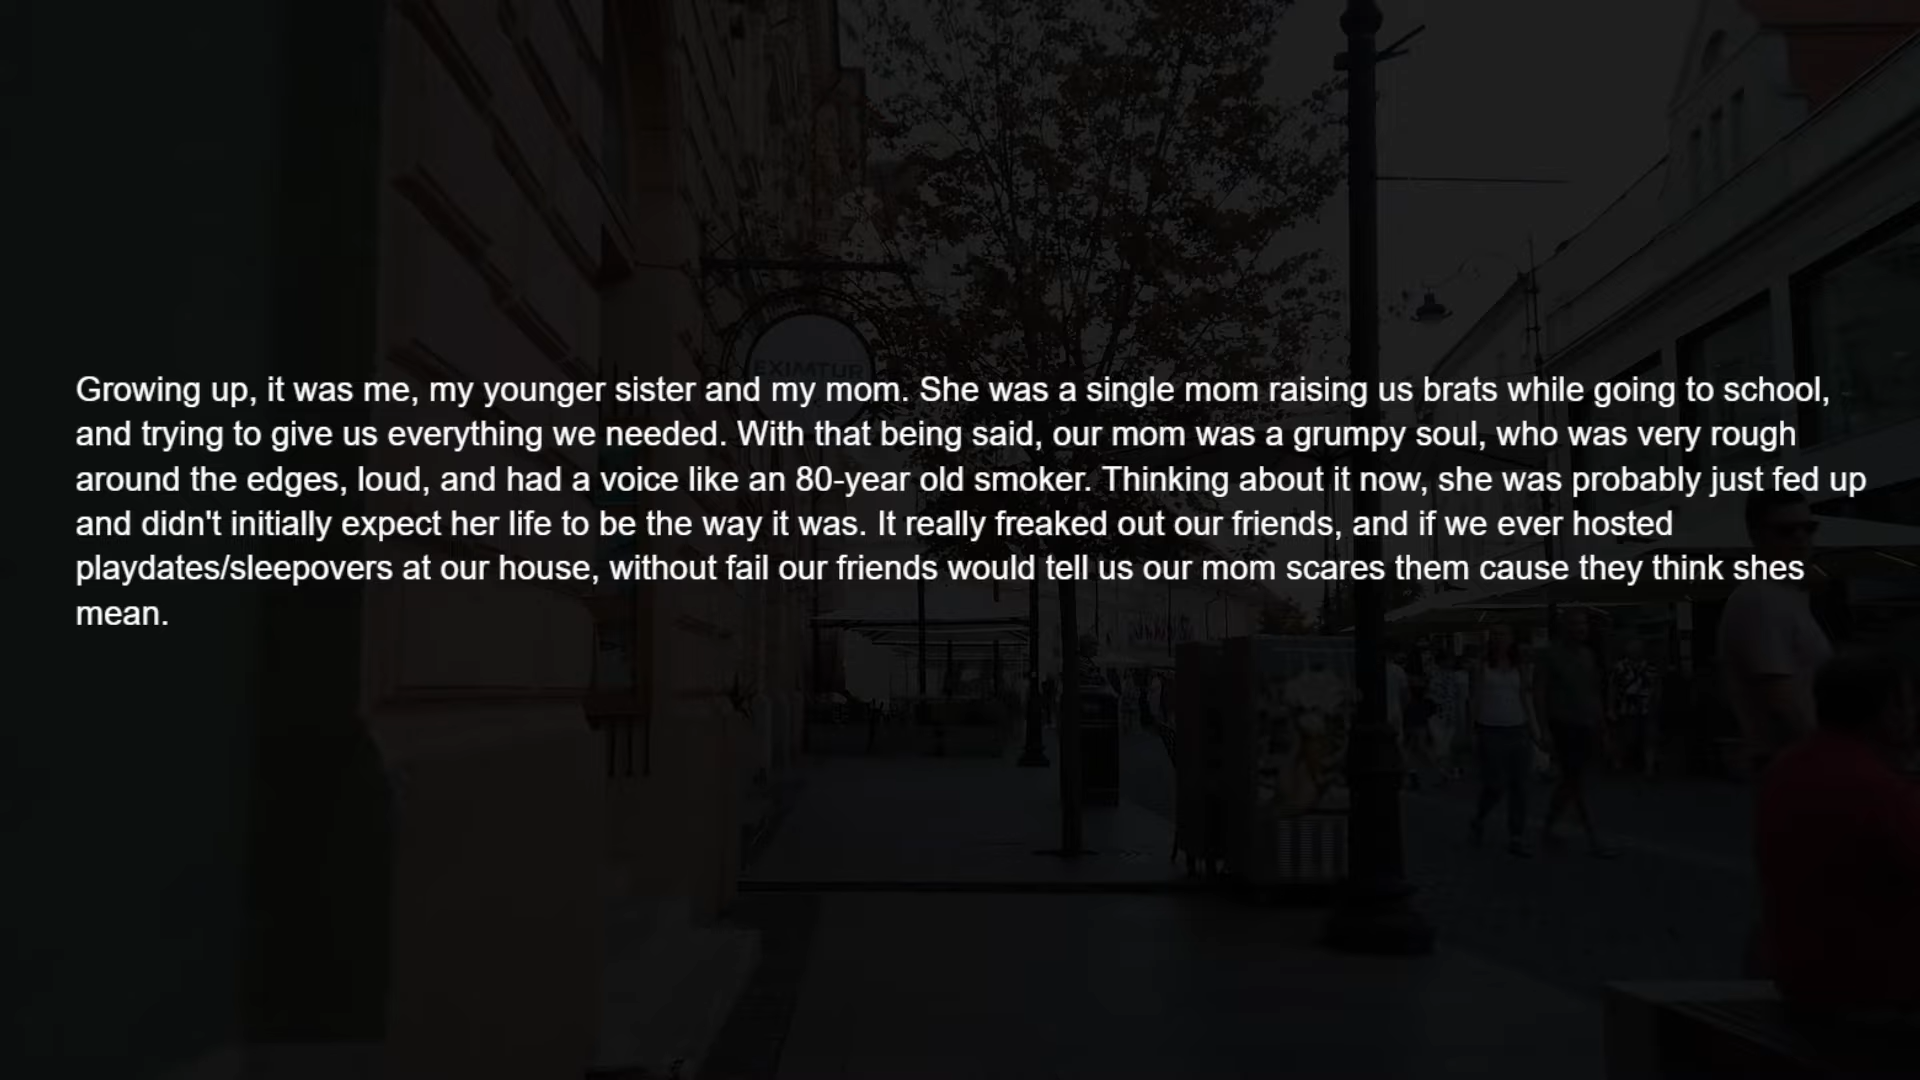 EXIMTUR
Growing up, it was me, my younger sister and my mom. She was a single mom raising us brats while going to school,
and trying to give us everything we needed. With that being said, our mom was a grumpy soul, who was very rough
around the edges, loud, and had a voice like an 80-year old smoker. Thinking about it now, she was probably just fed up
and didn't initially expect her life to be the way it was. It really freaked out our friends, and if we ever hosted
playdates/sleepovers at our house, without fail our friends would tell us our mom scares them cause they think shes
mean.